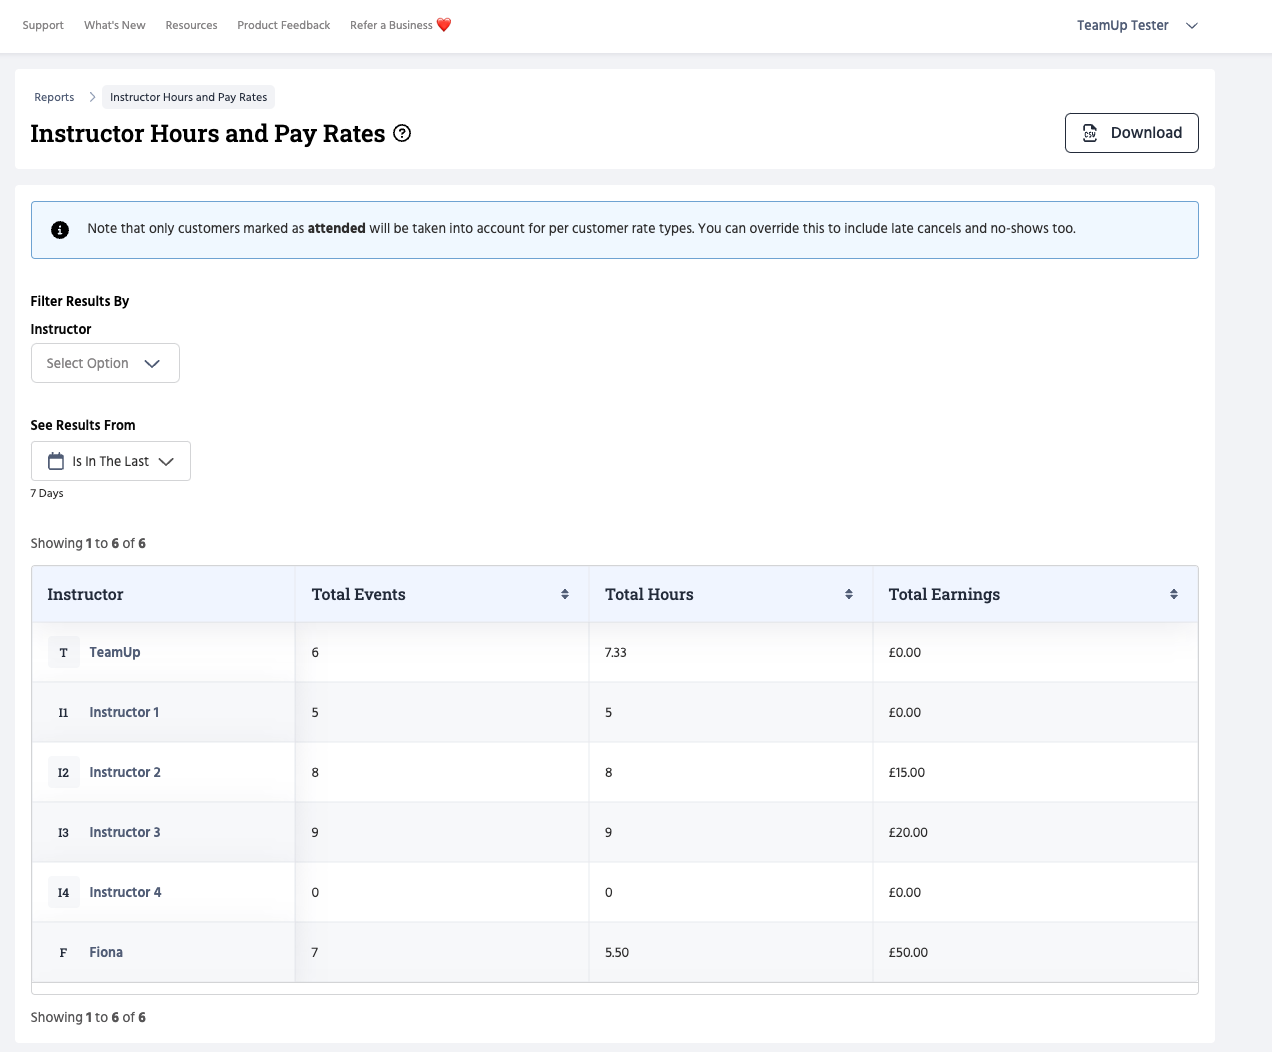 Support What's New Resources Product Feedback Refer a Business ❤️ TeamUp Tester
Reports > Instructor Hours and Pay Rates
Instructor Hours and Pay Rates ?
CSV Download
i Note that only customers marked as attended will be taken into account for per customer rate types. You can override this to include late cancels and no-shows too.
Filter Results By
Instructor
Select Option
See Results From
Is In The Last
7 Days
Showing 1 to 6 of 6
Instructor Total Events Total Hours Total Earnings
T TeamUp 6 7.33 £0.00
I1 Instructor 1 5 5 £0.00
I2 Instructor 2 8 8 £15.00
I3 Instructor 3 9 9 £20.00
I4 Instructor 4 0 0 £0.00
F Fiona 7 5.50 £50.00
Showing 1 to 6 of 6